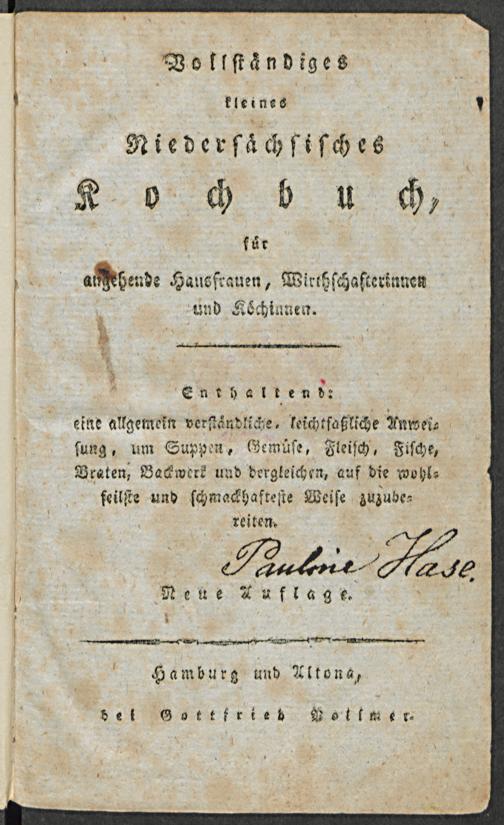 Vollständiges
kleines
Niedersächsisches
Kochbuch,
für
angehende Hausfrauen, Wirthschafterinnen
und Köchinnen.
Enthaltend:
eine allgemein verständliche, leichtfaßliche Anwei-
sung, um Suppen, Gemüse, Fleisch, Fische,
Braten, Backwerk und dergleichen, auf die wohl-
feilste und schmackhafteste Weise zuzube-
reiten.
Pauline Hase.
Neue Auflage.
Hamburg und Altona,
bei Gottfried Vollmer.